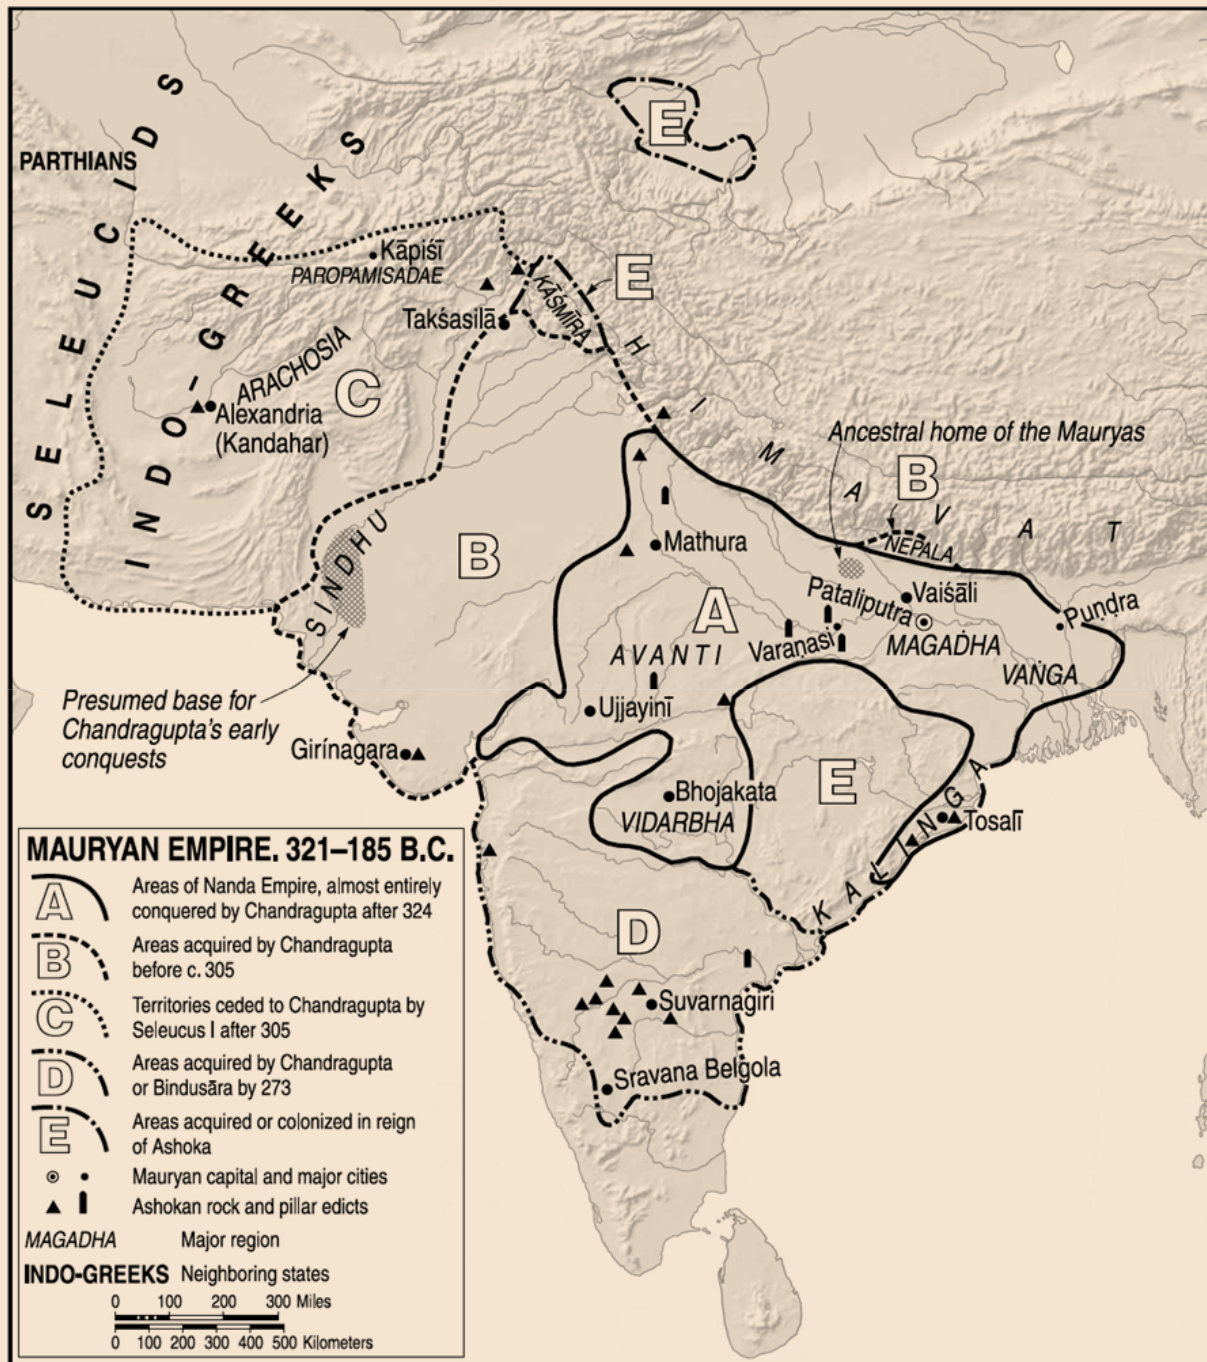 E
SELEUCIDS
PARTHIANS
INDO-GREEKS
Kāpiśī
PAROPAMISADAE
E
KĀŚMĪRA
Takśasilā
ARACHOSIA
C
Alexandria
(Kandahar)
HIMAVAT
Ancestral home of the Mauryas
B
NEPALA
SINDHU
B
Mathura
A
Vaiśāli
Pataliputra
Puṇḍra
Varaṇasi
MAGAḊHA
AVANTI
VAṄGA
Presumed base for
Chandragupta's early
conquests
Ujjayinī
Girínagara
Bhojakata
VIDARBHA
E
KALINGA
Tosalī
D
Suvarnagiri
Sravana Belgola
MAURYAN EMPIRE. 321–185 B.C.
A Areas of Nanda Empire, almost entirely
conquered by Chandragupta after 324
B Areas acquired by Chandragupta
before c. 305
C Territories ceded to Chandragupta by
Seleucus I after 305
D Areas acquired by Chandragupta
or Bindusāra by 273
E Areas acquired or colonized in reign
of Ashoka
Mauryan capital and major cities
Ashokan rock and pillar edicts
MAGADHA Major region
INDO-GREEKS Neighboring states
0 100 200 300 Miles
0 100 200 300 400 500 Kilometers